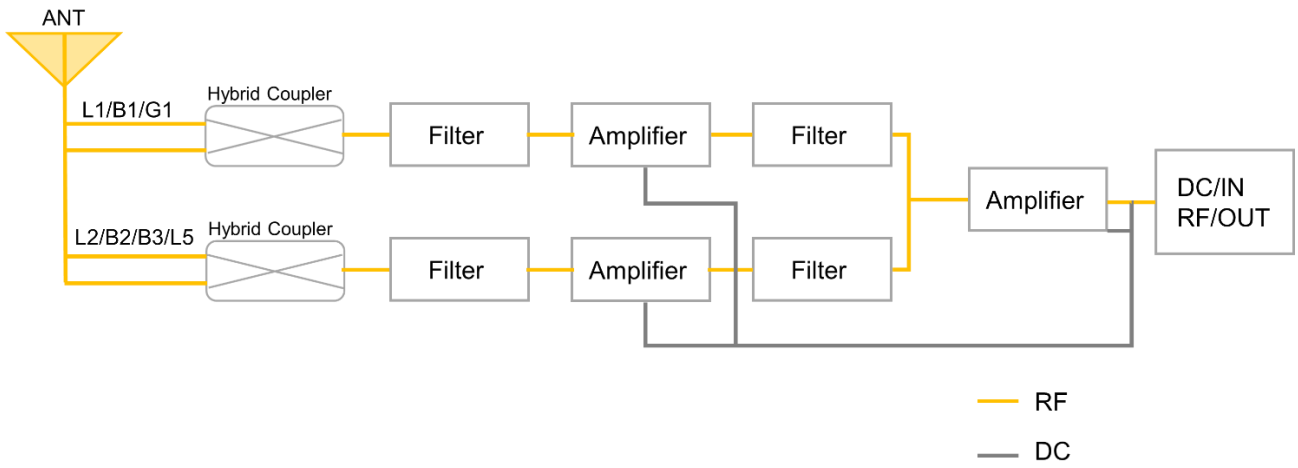 ANT
L1/B1/G1
Hybrid Coupler
Filter
Amplifier
Filter
Amplifier
DC/IN
RF/OUT
L2/B2/B3/L5
Hybrid Coupler
Filter
Amplifier
Filter
RF
DC